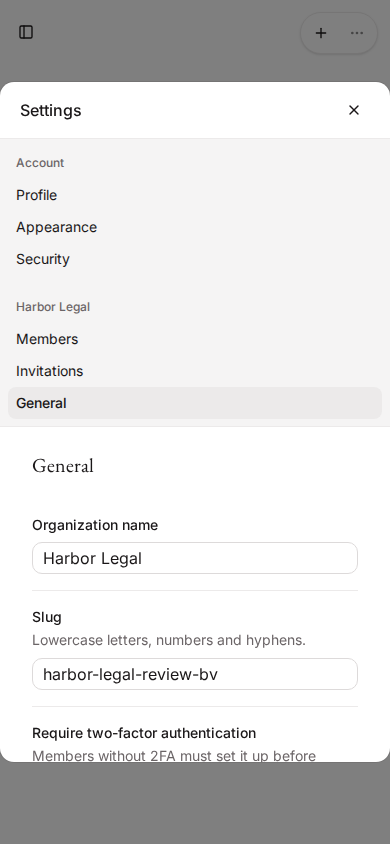 Settings
Account
Profile
Appearance
Security
Harbor Legal
Members
Invitations
General
General
Organization name
Harbor Legal
Slug
Lowercase letters, numbers and hyphens.
harbor-legal-review-bv
Require two-factor authentication
Members without 2FA must set it up before